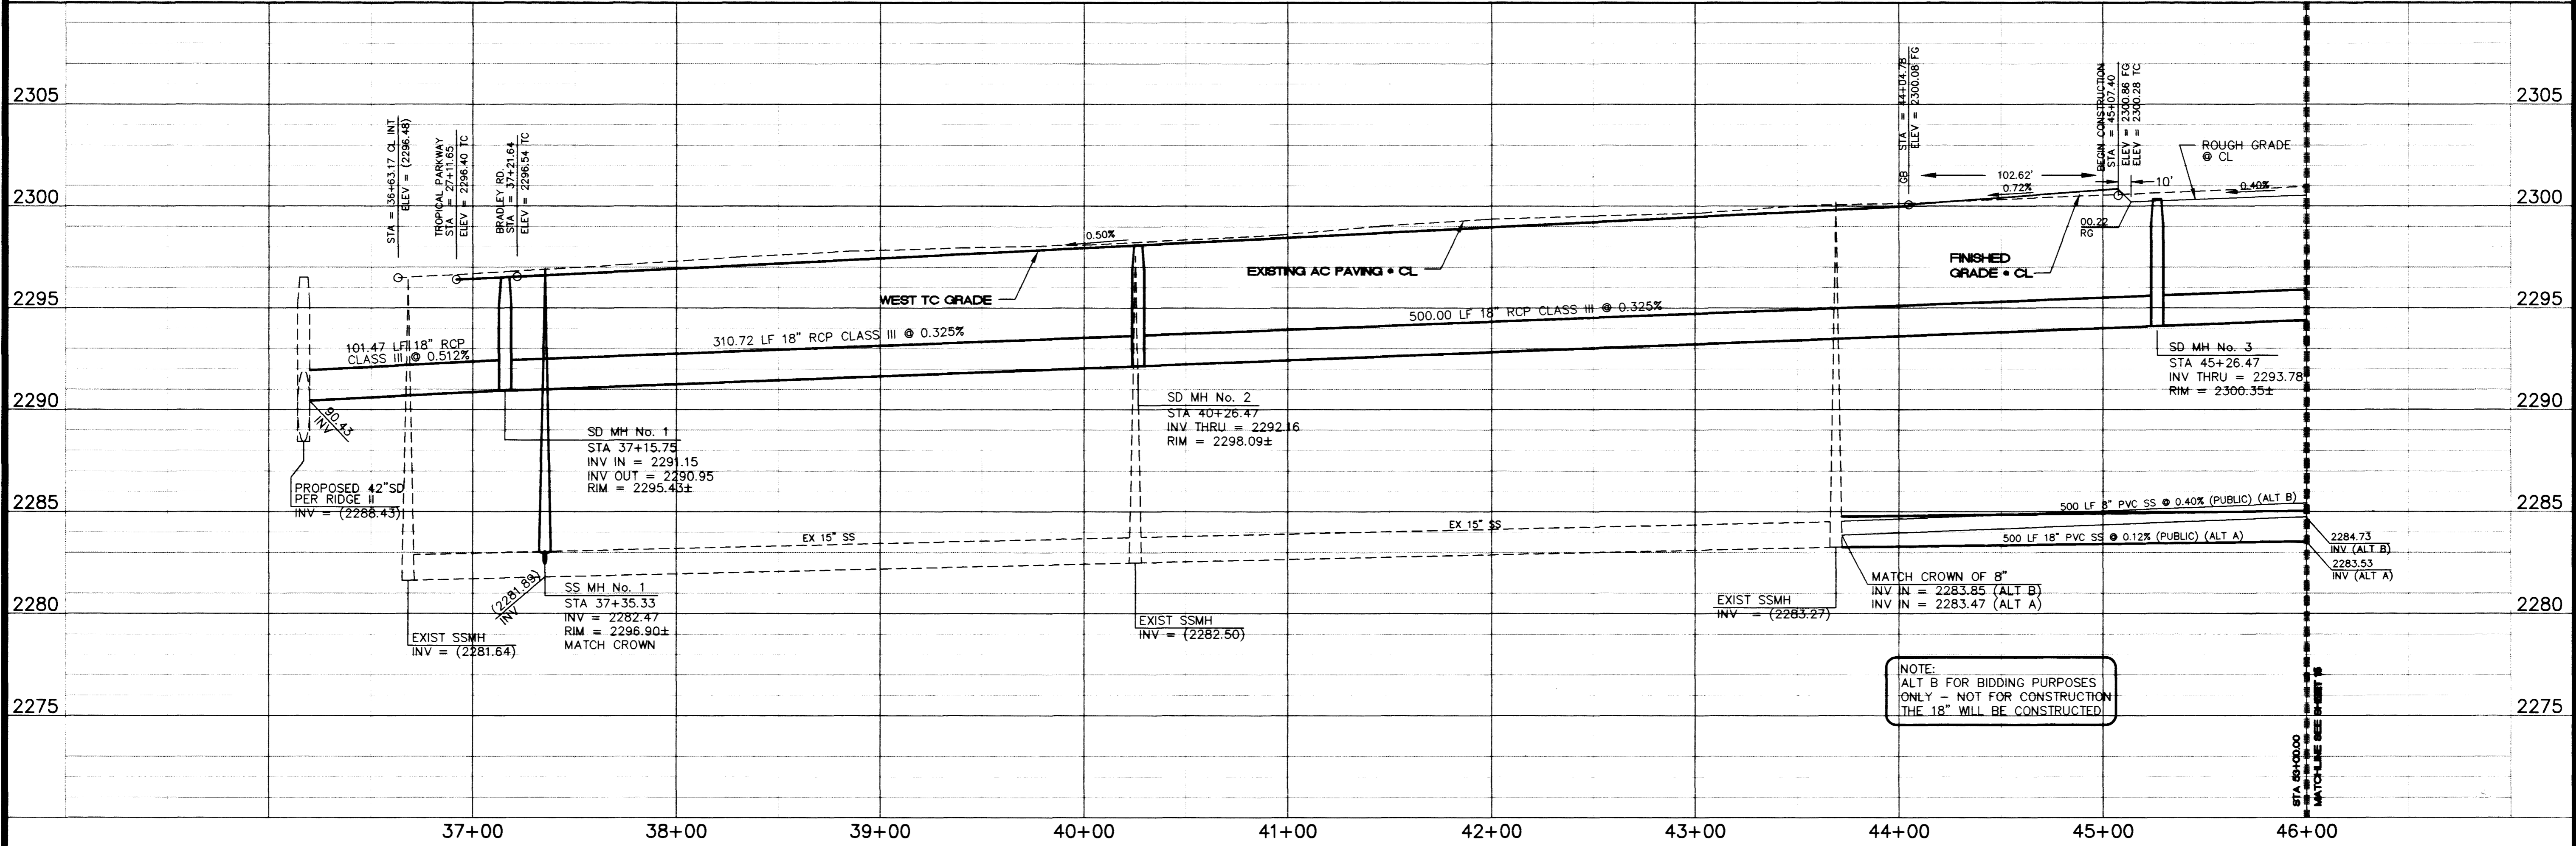 2305
2300
2295
2290
2285
2280
2275
STA = 36+63.17 CL INT
ELEV = (2296.48)
TROPICAL PARKWAY
STA = 27+11.65
ELEV = 2296.40 TC
BRADLEY RD.
STA = 37+21.64
ELEV = 2296.54 TC
GB STA = 44+04.78
ELEV = 2300.08 FG
102.62'
0.72%
BEGIN CONSTRUCTION
STA = 45+07.40
ELEV = 2300.86 FG
ELEV = 2300.28 TC
10'
ROUGH GRADE
@ CL
0.40%
00.22
RG
0.50%
WEST TC GRADE
EXISTING AC PAVING @ CL
FINISHED
GRADE @ CL
101.47 LF 18" RCP
CLASS III @ 0.512%
310.72 LF 18" RCP CLASS III @ 0.325%
500.00 LF 18" RCP CLASS III @ 0.325%
90.43
INV
PROPOSED 42"SD
PER RIDGE II
INV = (2288.43)
SD MH No. 1
STA 37+15.75
INV IN = 2291.15
INV OUT = 2290.95
RIM = 2295.43±
SD MH No. 2
STA 40+26.47
INV THRU = 2292.16
RIM = 2298.09±
SD MH No. 3
STA 45+26.47
INV THRU = 2293.78
RIM = 2300.35±
EX 15" SS
EX 15" SS
500 LF 8" PVC SS @ 0.40% (PUBLIC) (ALT B)
500 LF 18" PVC SS @ 0.12% (PUBLIC) (ALT A)
2284.73
INV (ALT B)
2283.53
INV (ALT A)
MATCH CROWN OF 8"
INV IN = 2283.85 (ALT B)
INV IN = 2283.47 (ALT A)
(2281.89)
INV
SS MH No. 1
STA 37+35.33
INV = 2282.47
RIM = 2296.90±
MATCH CROWN
EXIST SSMH
INV = (2281.64)
EXIST SSMH
INV = (2282.50)
EXIST SSMH
INV = (2283.27)
NOTE:
ALT B FOR BIDDING PURPOSES
ONLY – NOT FOR CONSTRUCTION
THE 18" WILL BE CONSTRUCTED
STA 53+00.00
MATCHLINE SEE SHEET
2305
2300
2295
2290
2285
2280
2275
37+00
38+00
39+00
40+00
41+00
42+00
43+00
44+00
45+00
46+00